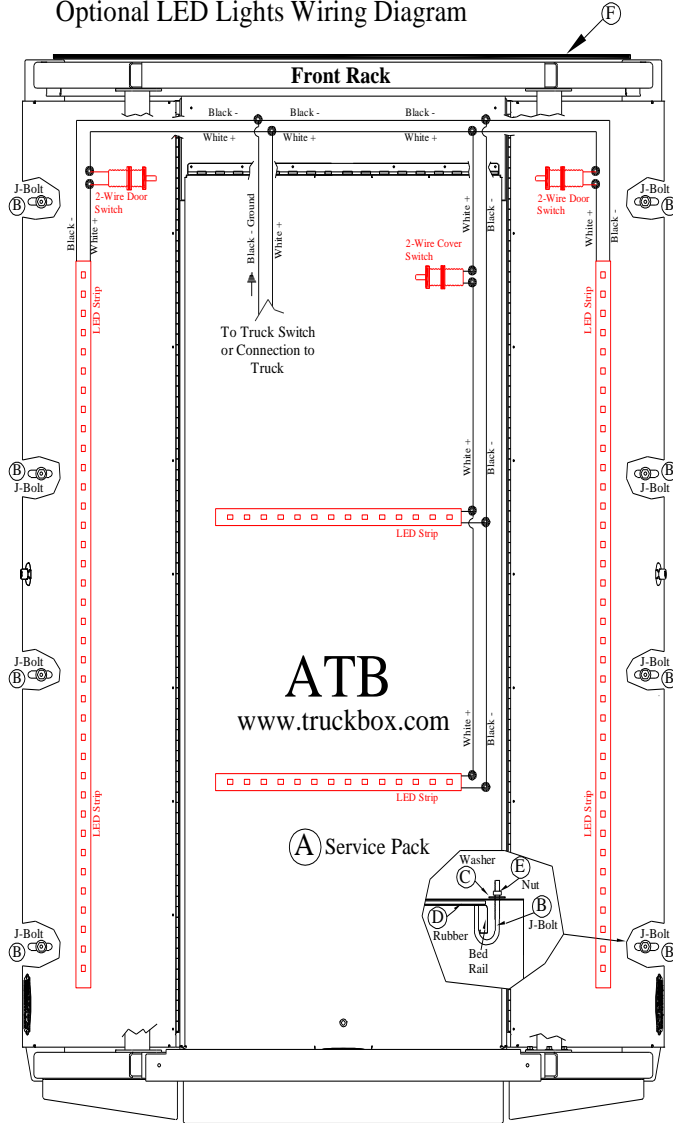 Optional LED Lights Wiring Diagram
F
Front Rack
Black -
Black -
Black -
White +
White +
White +
J-Bolt
B
2-Wire Door
Switch
2-Wire Door
Switch
J-Bolt
B
Black -
White +
Black - Ground
White +
White +
Black -
White +
Black -
2-Wire Cover
Switch
LED Strip
LED Strip
To Truck Switch
or Connection to
Truck
B
J-Bolt
White +
Black -
B
J-Bolt
LED Strip
J-Bolt
B
J-Bolt
B
ATB
www.truckbox.com
White +
Black -
LED Strip
LED Strip
LED Strip
A Service Pack
Washer
C
E
Nut
D
Rubber
B
J-Bolt
Bed
Rail
J-Bolt
B
J-Bolt
B